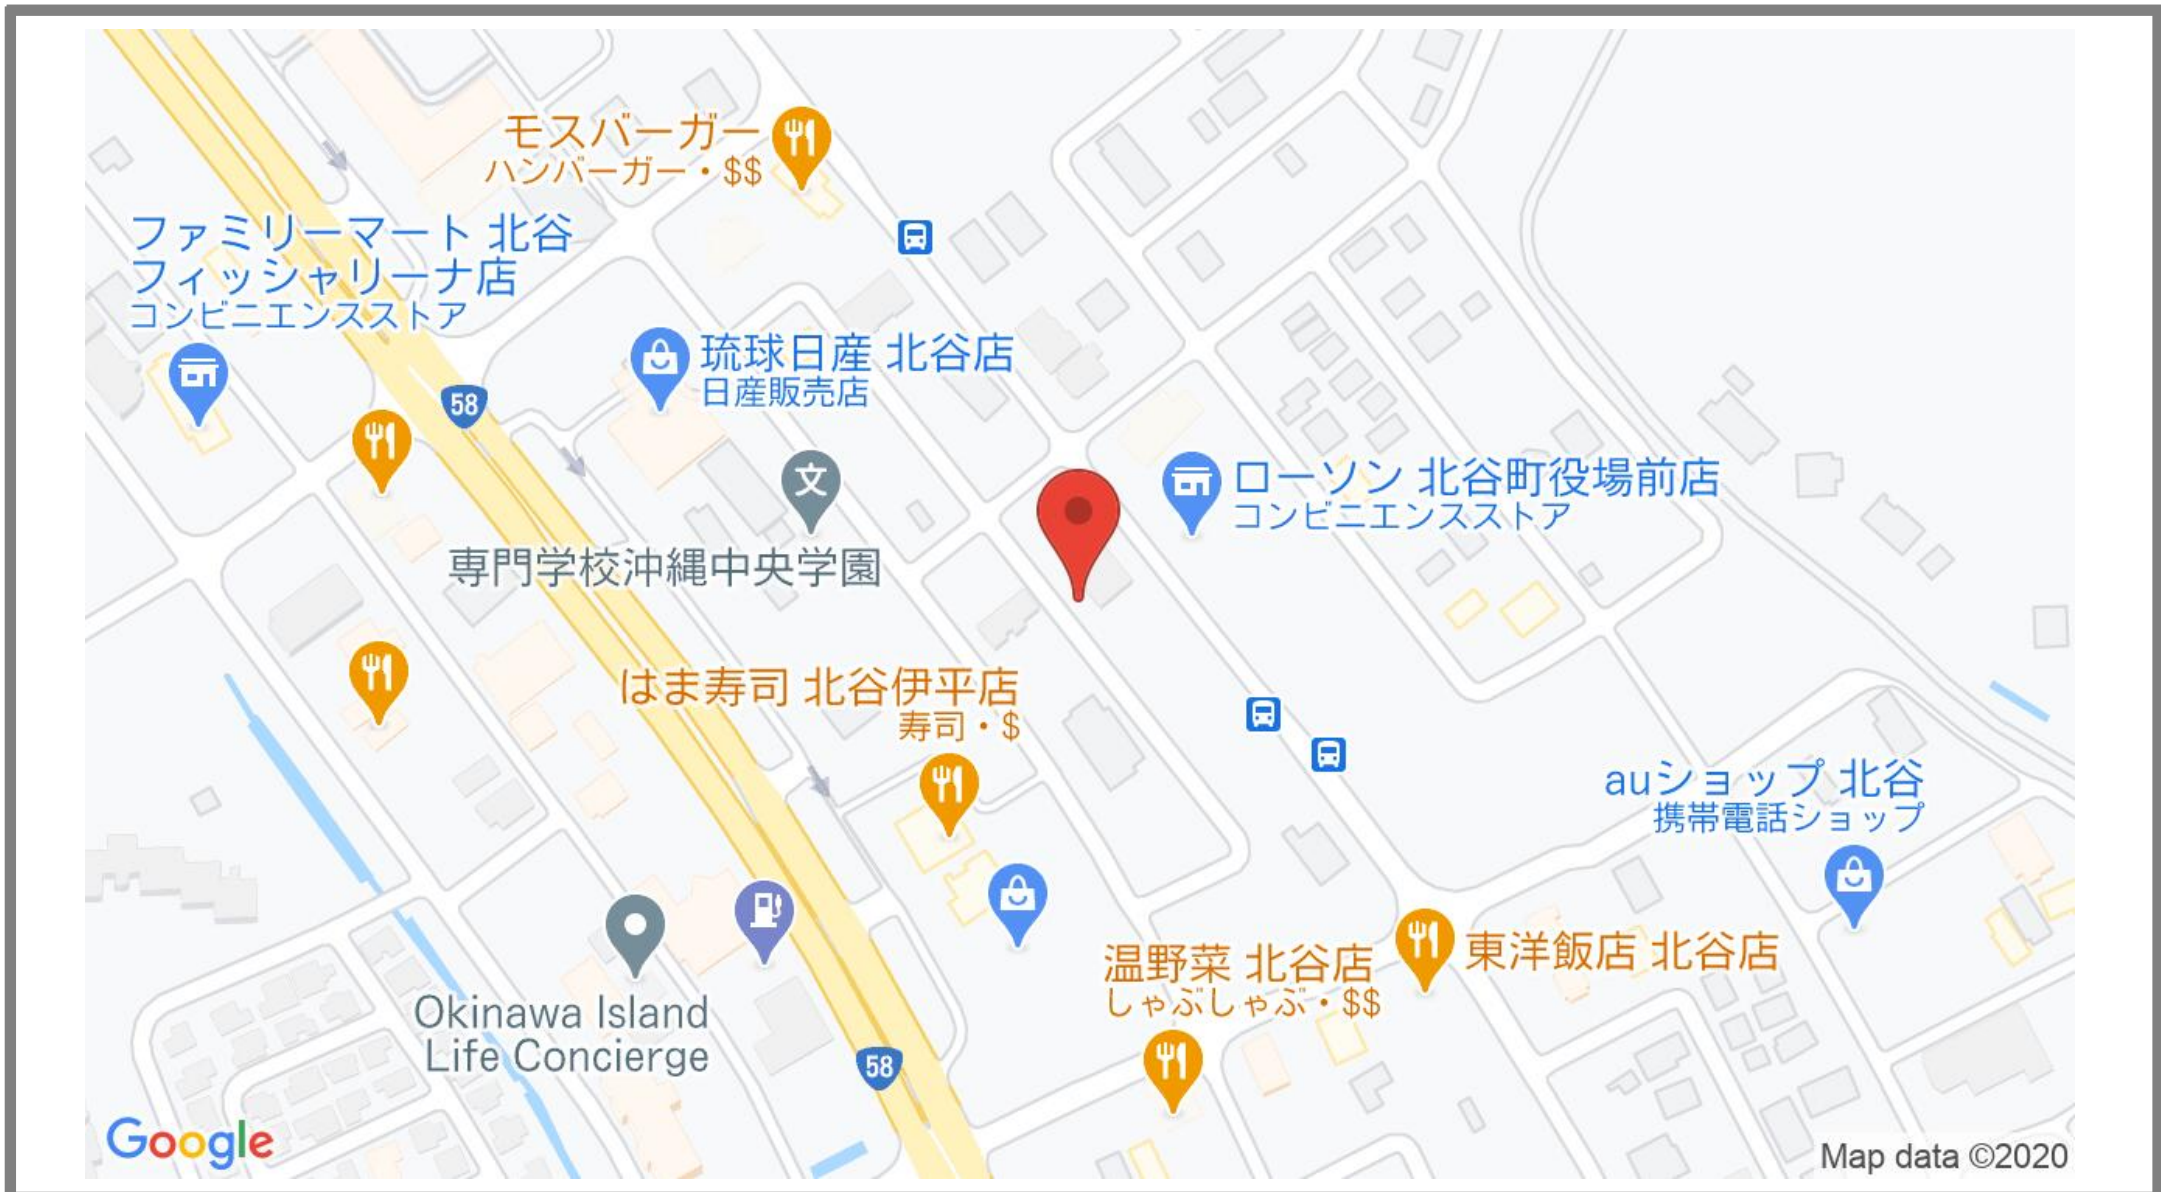 モスバーガー
ハンバーガー・$$
ファミリーマート 北谷
フィッシャリーナ店
コンビニエンスストア
琉球日産 北谷店
日産販売店
58
文
ローソン 北谷町役場前店
コンビニエンスストア
専門学校沖縄中央学園
はま寿司 北谷伊平店
寿司・$
auショップ 北谷
携帯電話ショップ
温野菜 北谷店
しゃぶしゃぶ・$$
東洋飯店 北谷店
Okinawa Island
Life Concierge
58
Google
Map data ©2020